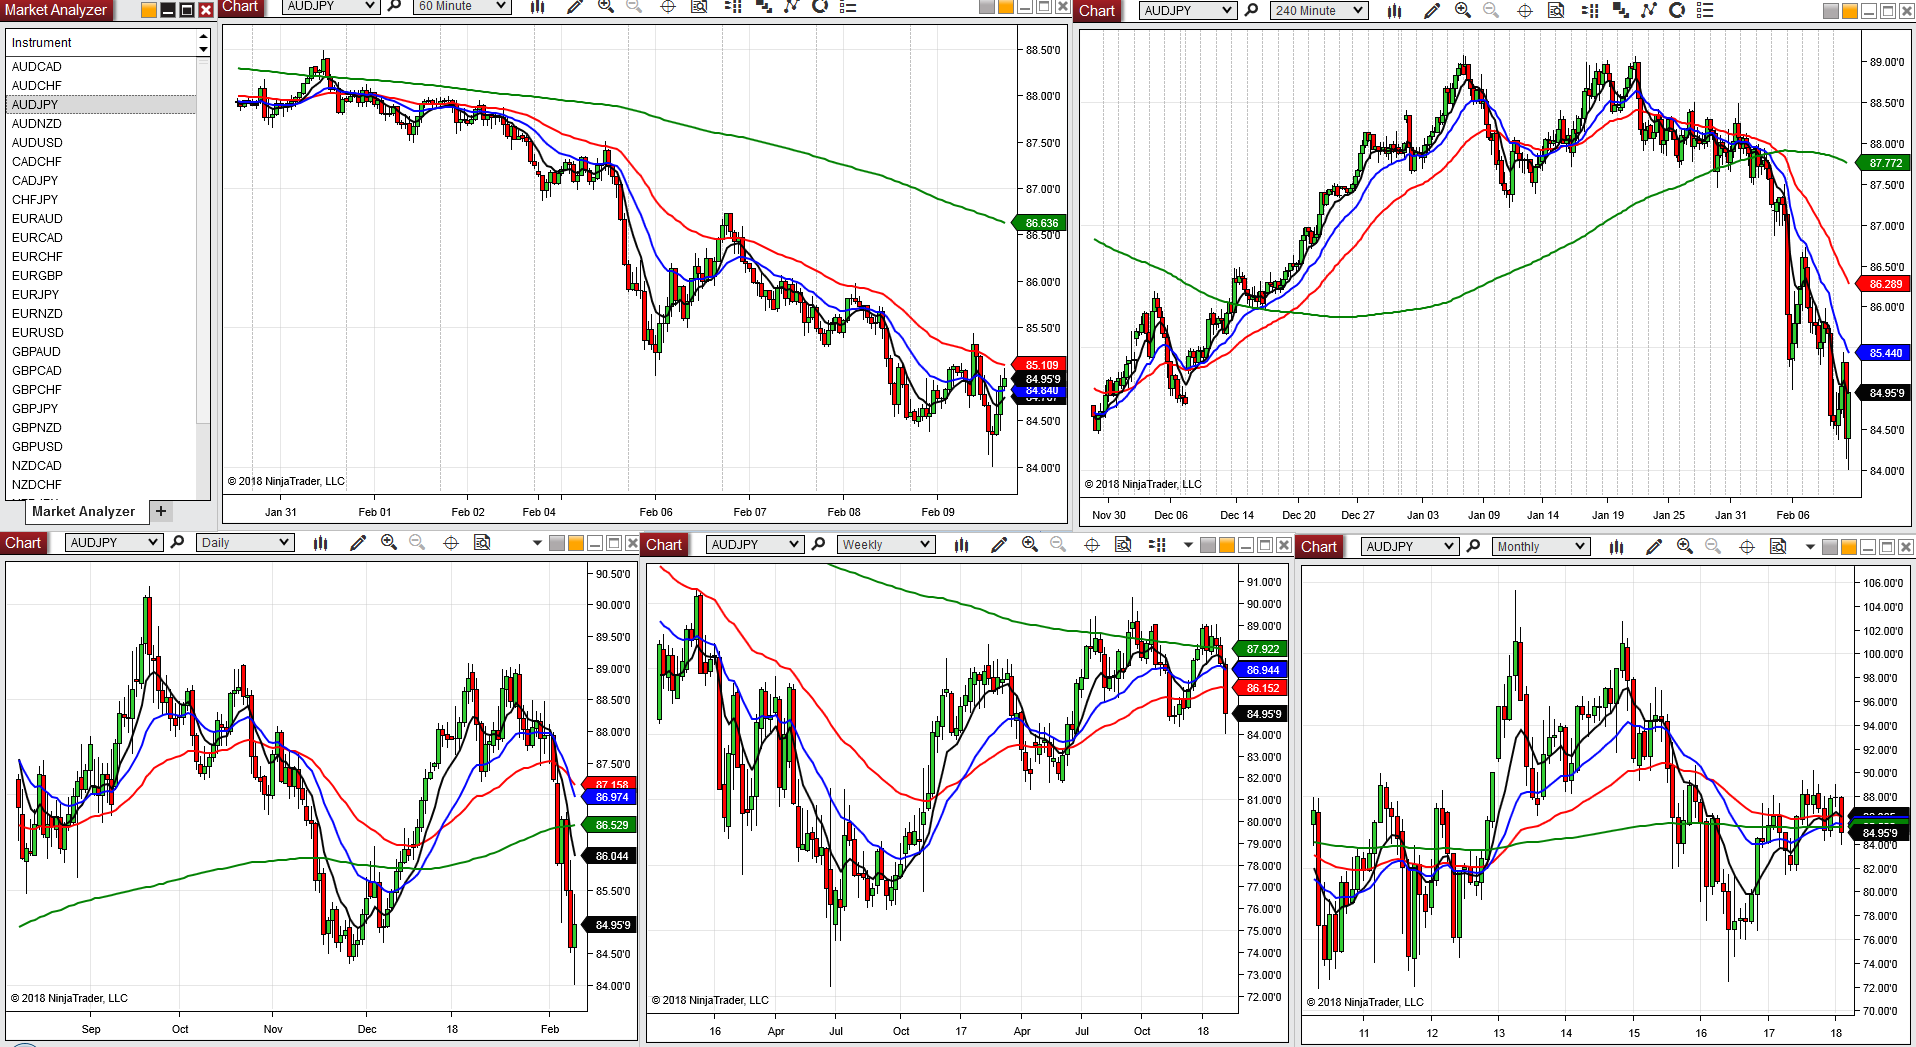 Market Analyzer
Instrument
AUDCAD
AUDCHF
AUDJPY
AUDNZD
AUDUSD
CADCHF
CADJPY
CHFJPY
EURAUD
EURCAD
EURCHF
EURGBP
EURJPY
EURNZD
EURUSD
GBPAUD
GBPCAD
GBPCHF
GBPJPY
GBPNZD
GBPUSD
NZDCAD
NZDCHF
Market Analyzer +
Chart AUDJPY 60 Minute
88.50'0
88.00'0
87.50'0
87.00'0
86.636
86.50'0
86.00'0
85.50'0
85.109
84.95'9
84.840
84.50'0
84.00'0
© 2018 NinjaTrader, LLC
Jan 31 Feb 01 Feb 02 Feb 04 Feb 06 Feb 07 Feb 08 Feb 09
Chart AUDJPY 240 Minute
89.00'0
88.50'0
88.00'0
87.772
87.50'0
87.00'0
86.50'0
86.289
86.00'0
85.440
84.95'9
84.50'0
84.00'0
© 2018 NinjaTrader, LLC
Nov 30 Dec 06 Dec 14 Dec 20 Dec 27 Jan 03 Jan 09 Jan 14 Jan 19 Jan 25 Jan 31 Feb 06
Chart AUDJPY Daily
90.50'0
90.00'0
89.50'0
89.00'0
88.50'0
88.00'0
87.50'0
87.158
86.974
86.529
86.044
85.50'0
84.95'9
84.50'0
84.00'0
© 2018 NinjaTrader, LLC
Sep Oct Nov Dec 18 Feb
Chart AUDJPY Weekly
91.00'0
90.00'0
89.00'0
87.922
86.944
86.152
84.95'9
84.00'0
83.00'0
82.00'0
81.00'0
80.00'0
79.00'0
78.00'0
77.00'0
76.00'0
75.00'0
74.00'0
73.00'0
72.00'0
© 2018 NinjaTrader, LLC
16 Apr Jul Oct 17 Apr Jul Oct 18
Chart AUDJPY Monthly
106.00'0
104.00'0
102.00'0
100.00'0
98.00'0
96.00'0
94.00'0
92.00'0
90.00'0
88.00'0
84.95'9
84.00'0
82.00'0
80.00'0
78.00'0
76.00'0
74.00'0
72.00'0
70.00'0
© 2018 NinjaTrader, LLC
11 12 13 14 15 16 17 18